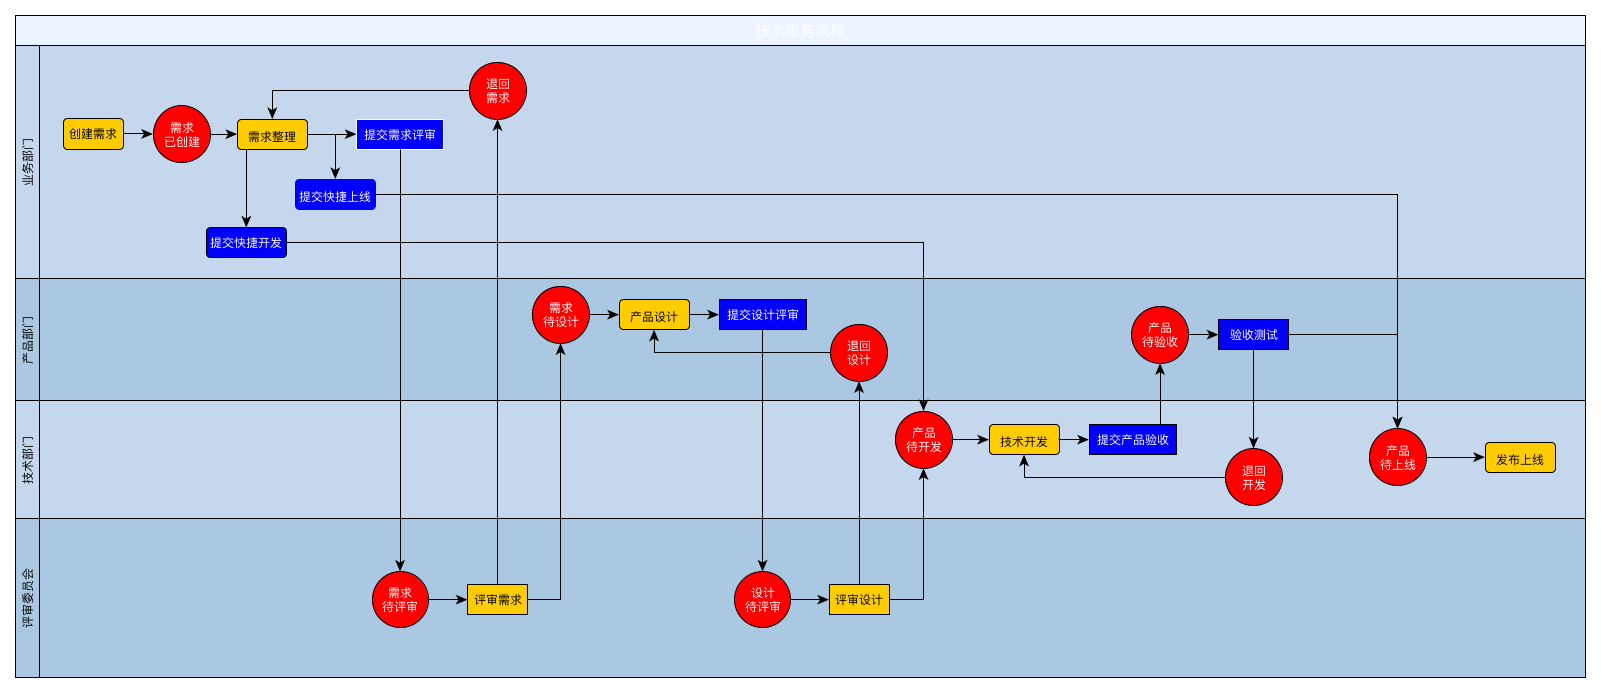 技术服务流程
业务部门
退回
需求
创建需求
需求
已创建
需求整理
提交需求评审
提交快捷上线
提交快捷开发
产品部门
需求
待设计
产品设计
提交设计评审
退回
设计
产品
待验收
验收测试
技术部门
产品
待开发
技术开发
提交产品验收
退回
开发
产品
待上线
发布上线
评审委员会
需求
待评审
评审需求
设计
待评审
评审设计